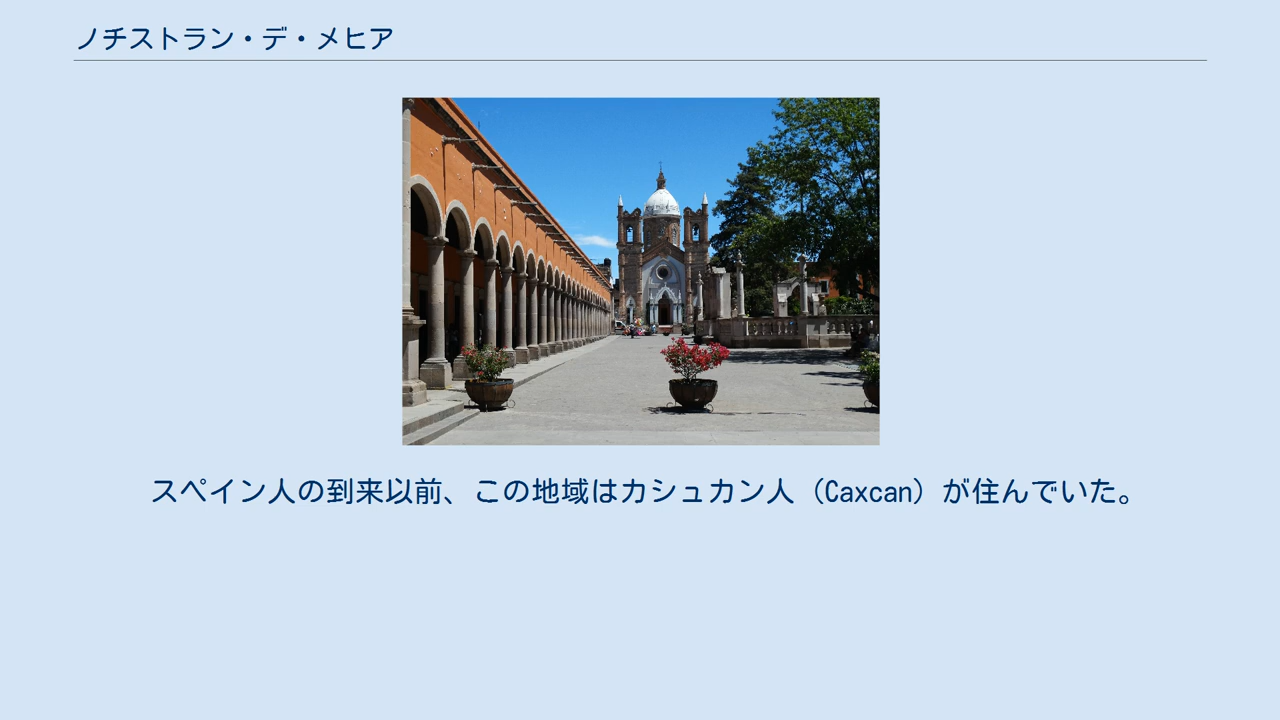 ノチストラン・デ・メヒア
スペイン人の到来以前、この地域はカシュカン人（Caxcan）が住んでいた。